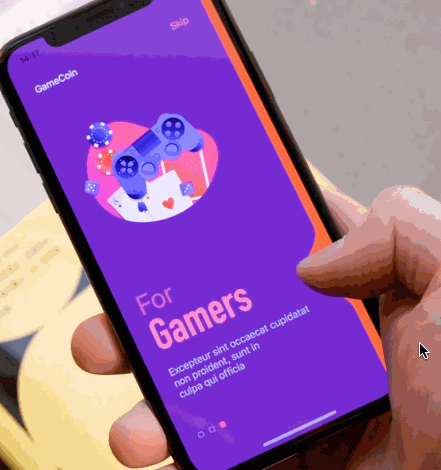 14:17
Skip
GameCoin
For
Gamers
Excepteur sint occaecat cupidatat
non proident, sunt in
culpa qui officia